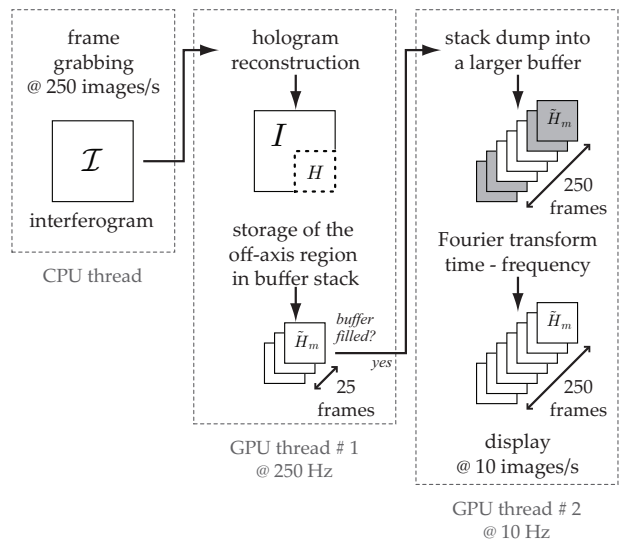 frame
grabbing
@ 250 images/s
ℐ
interferogram
CPU thread
hologram
reconstruction
I
H
storage of the
off-axis region
in buffer stack
H̃ₘ
buffer
filled?
yes
25
frames
GPU thread # 1
@ 250 Hz
stack dump into
a larger buffer
H̃ₘ
250
frames
Fourier transform
time - frequency
H̃ₘ
250
frames
display
@ 10 images/s
GPU thread # 2
@ 10 Hz